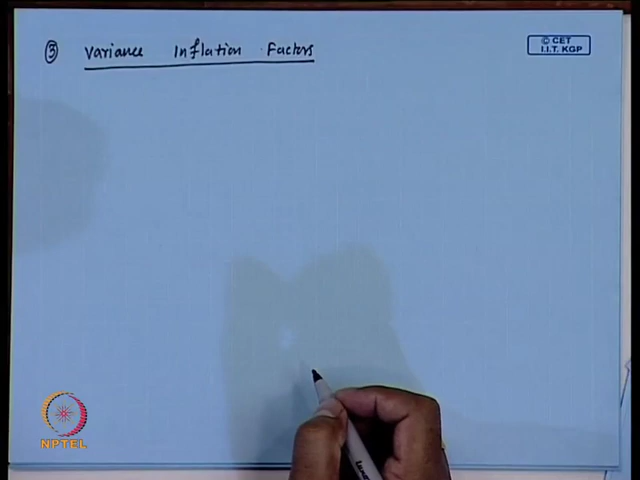 ③ Variance Inflation Factors
© CET
I.I.T. KGP
NPTEL